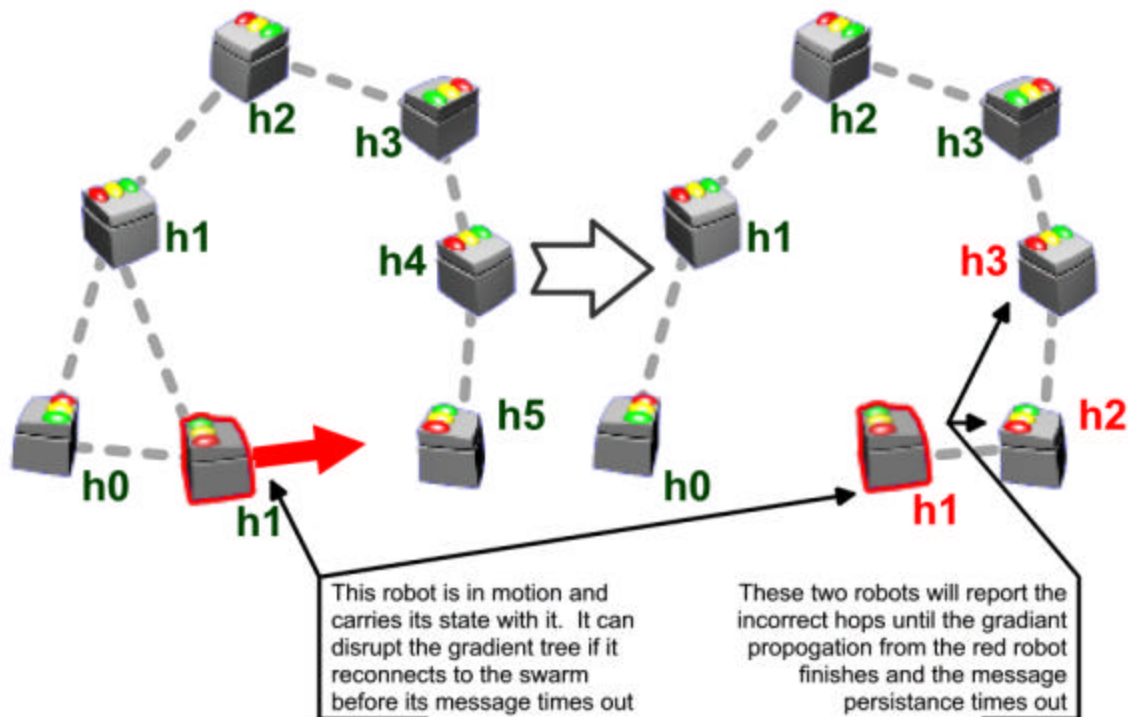 h2
h3
h1
h4
h5
h0
h1
h2
h3
h1
h3
h2
h0
h1
This robot is in motion and
carries its state with it. It can
disrupt the gradient tree if it
reconnects to the swarm
before its message times out
These two robots will report the
incorrect hops until the gradiant
propogation from the red robot
finishes and the message
persistance times out